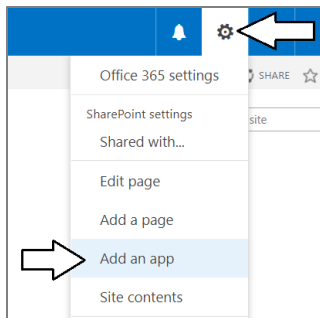 Office 365 settings
SHARE
SharePoint settings
site
Shared with...
Edit page
Add a page
Add an app
Site contents